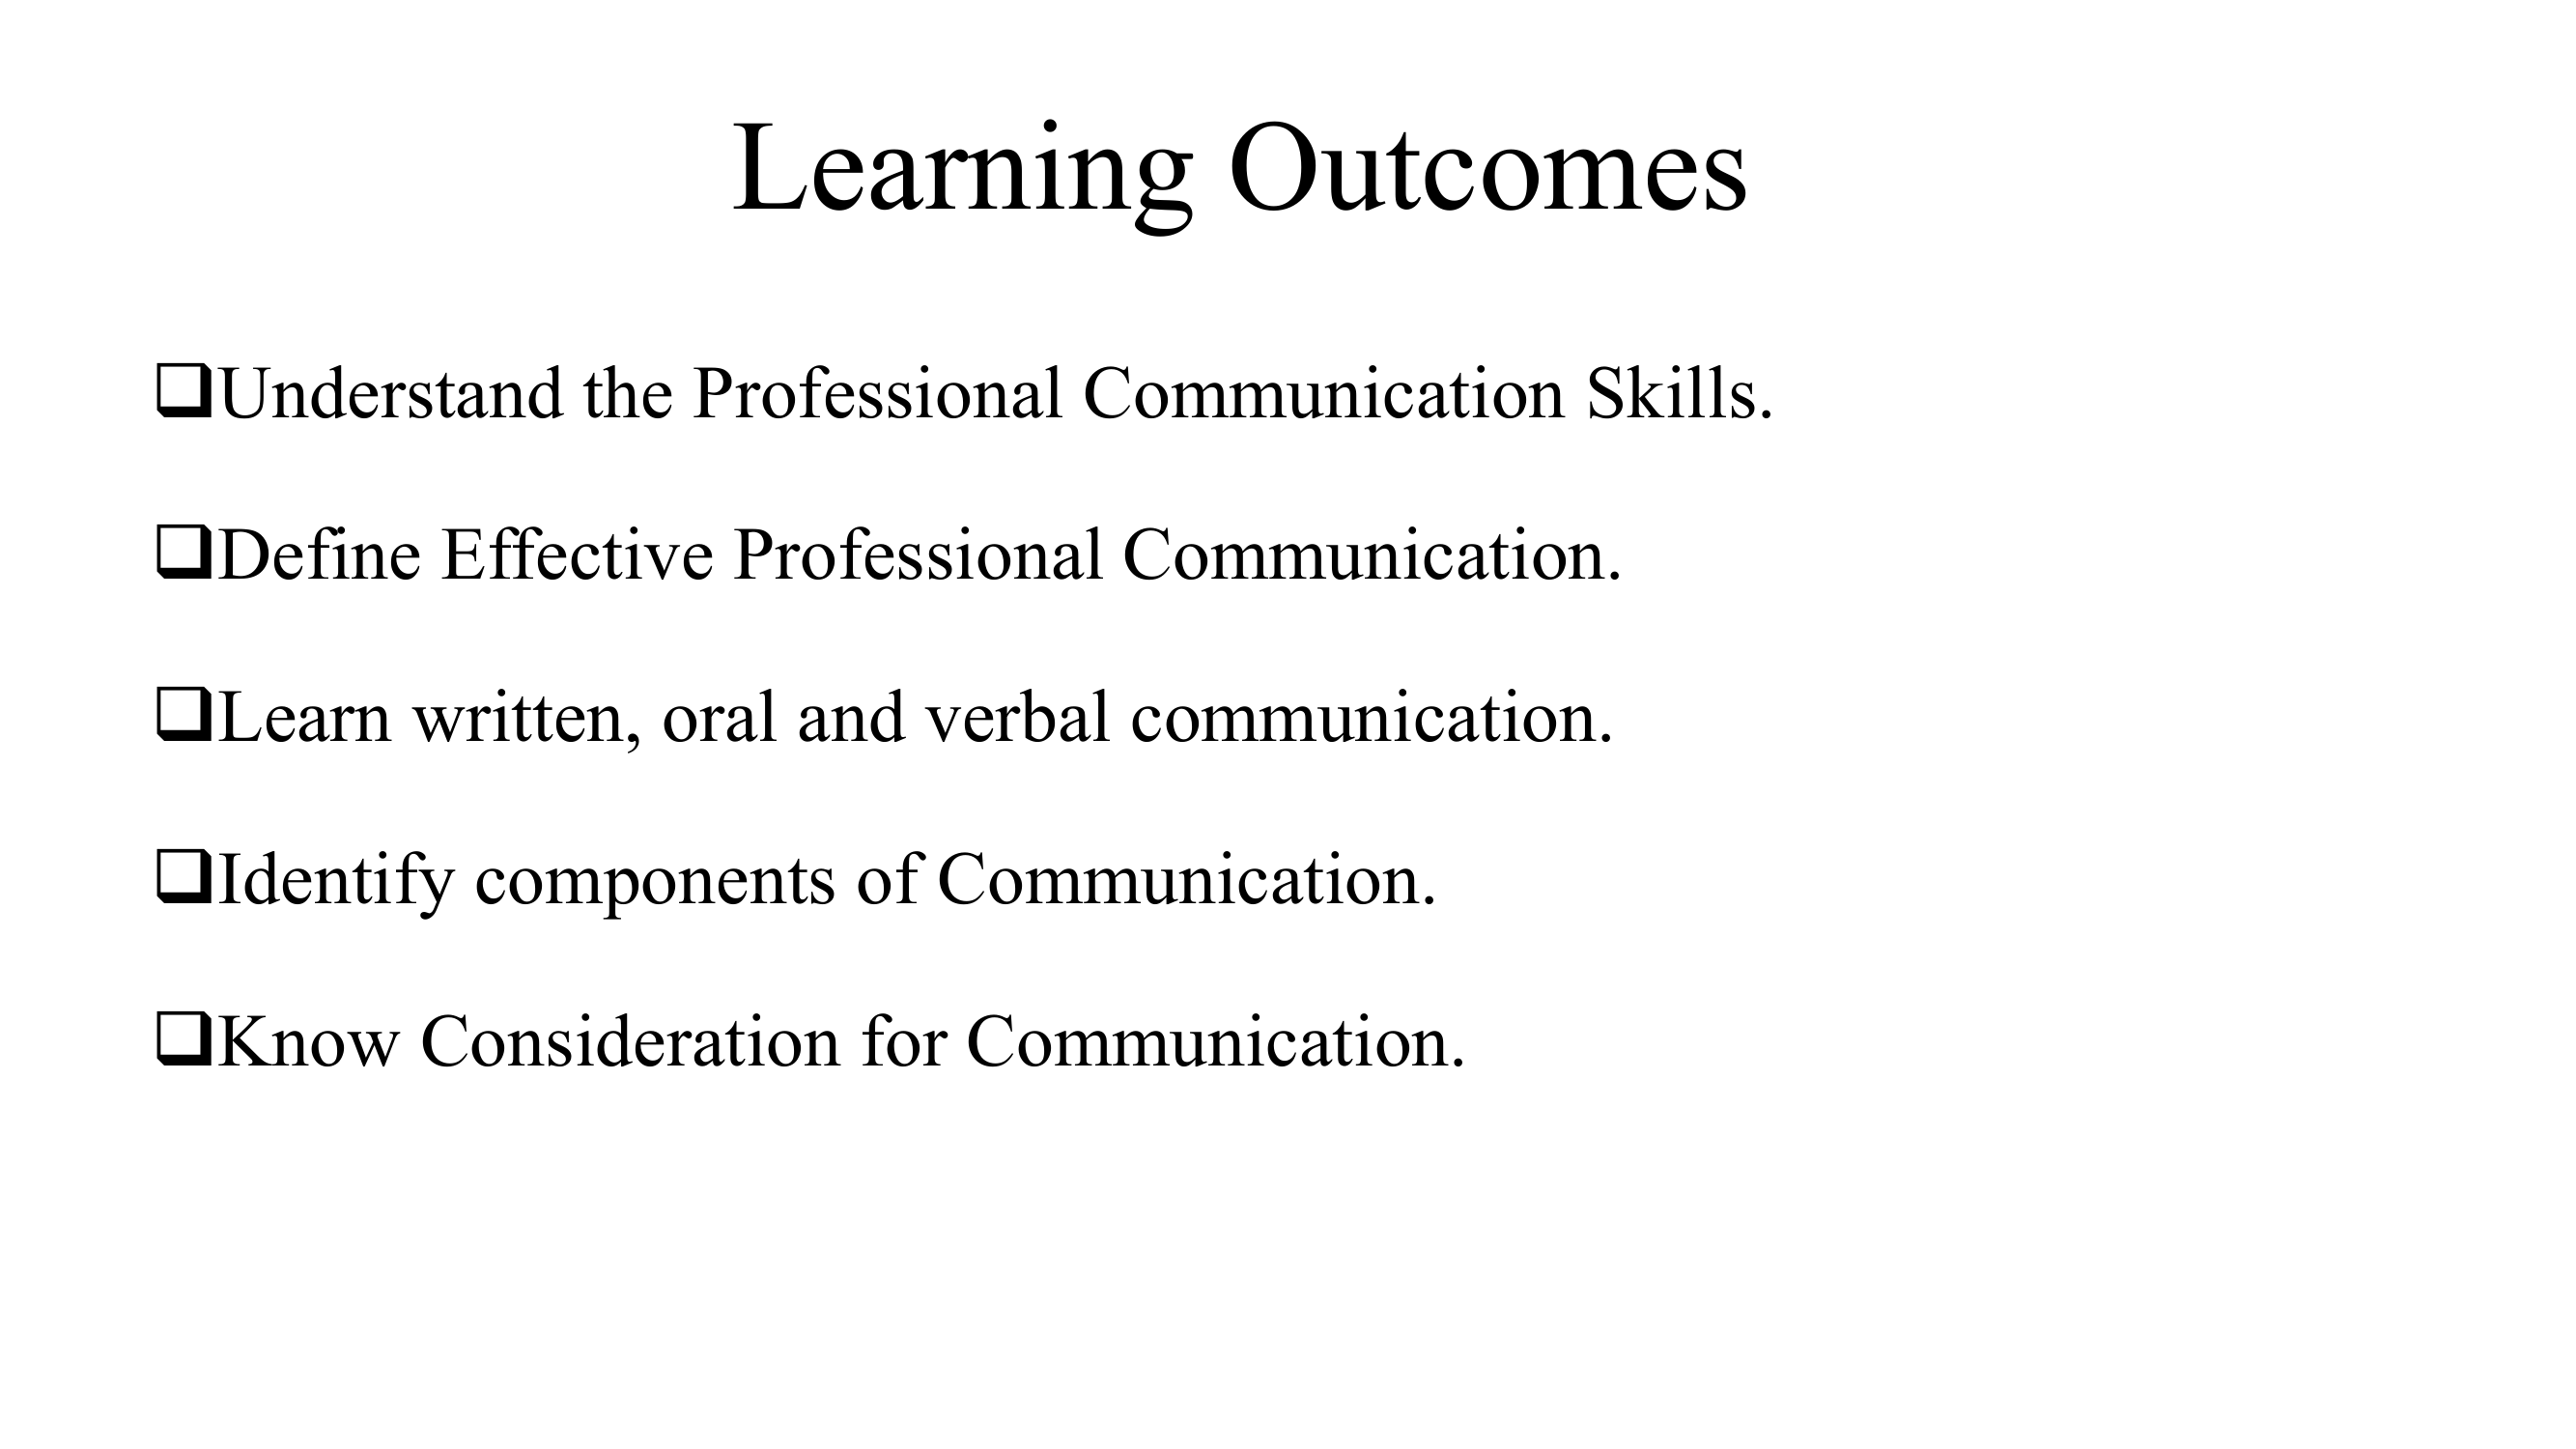 Learning Outcomes
❑Understand the Professional Communication Skills.
❑Define Effective Professional Communication.
❑Learn written, oral and verbal communication.
❑Identify components of Communication.
❑Know Consideration for Communication.